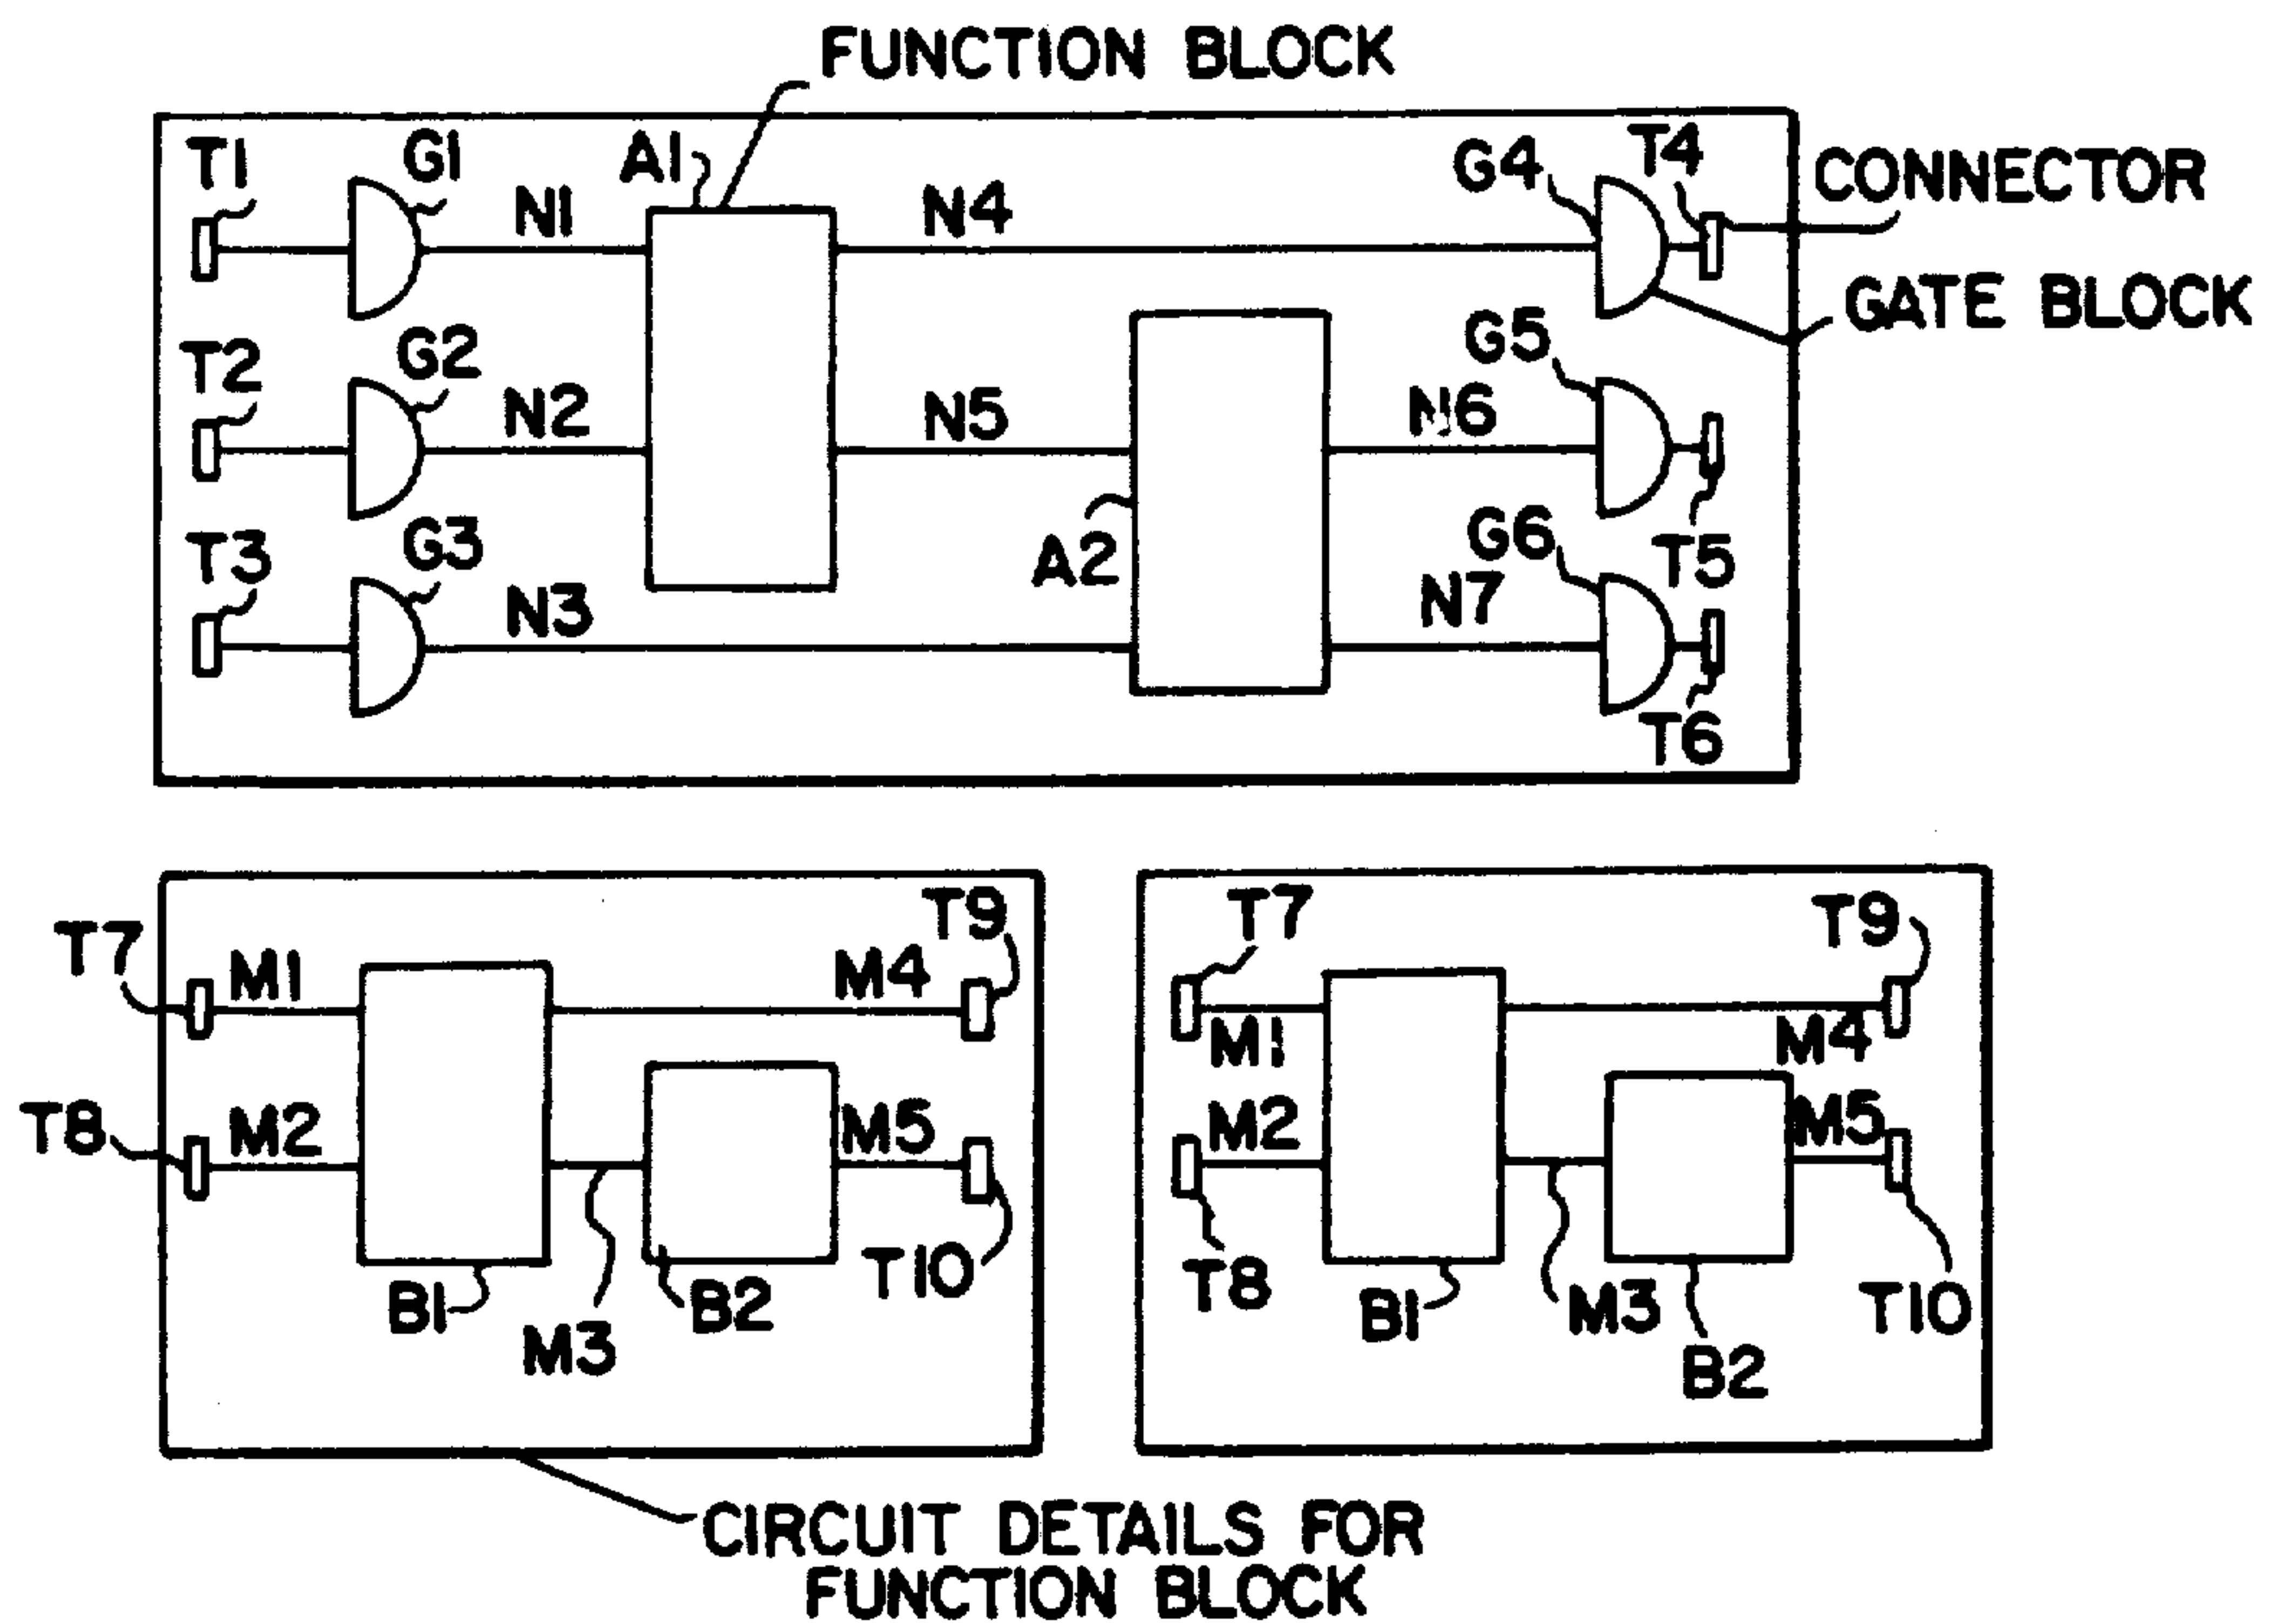 FUNCTION BLOCK
T1
G1
N1
A1
N4
G4
T4
CONNECTOR
GATE BLOCK
T2
G2
N2
N5
G5
N6
T5
T3
G3
N3
A2
G6
N7
T6
T7
M1
M4
T9
T8
M2
M5
T10
B1
M3
B2
T7
M1
M4
T9
M2
M5
T8
B1
M3
B2
T10
CIRCUIT DETAILS FOR
FUNCTION BLOCK